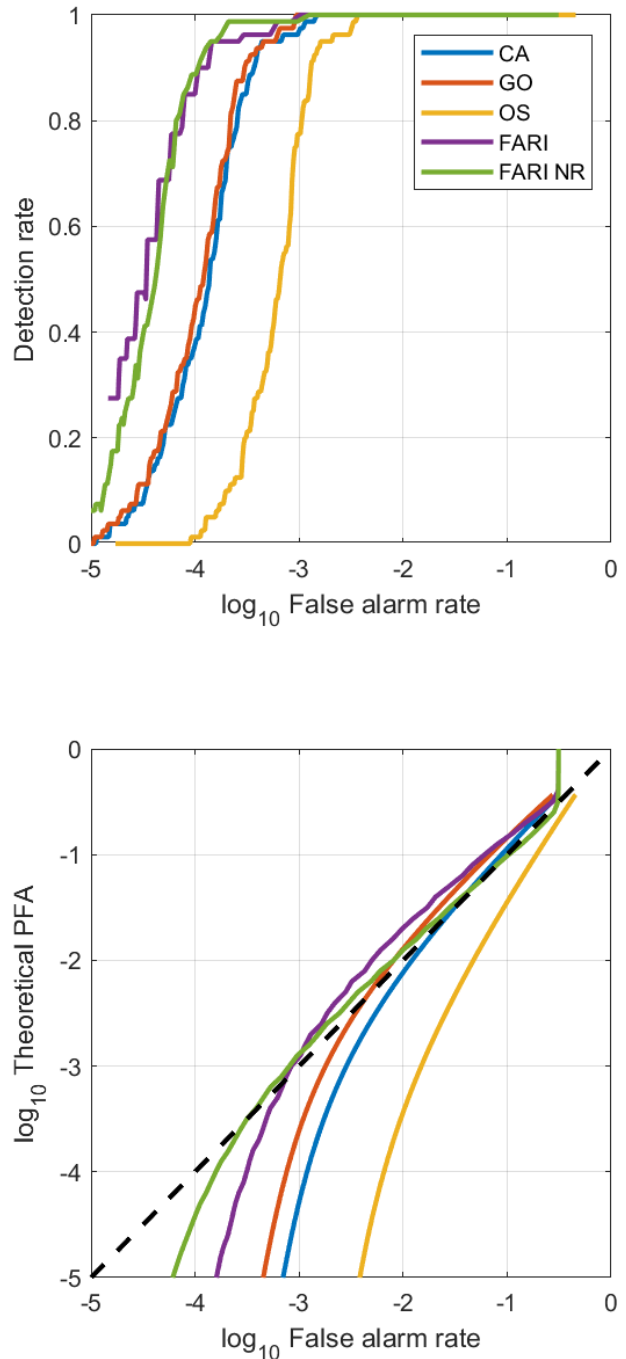 1
0.8
0.6
0.4
0.2
0
Detection rate
CA
GO
OS
FARI
FARI NR
-5 -4 -3 -2 -1 0
log10 False alarm rate
0
-1
-2
-3
-4
-5
log10 Theoretical PFA
-5 -4 -3 -2 -1 0
log10 False alarm rate